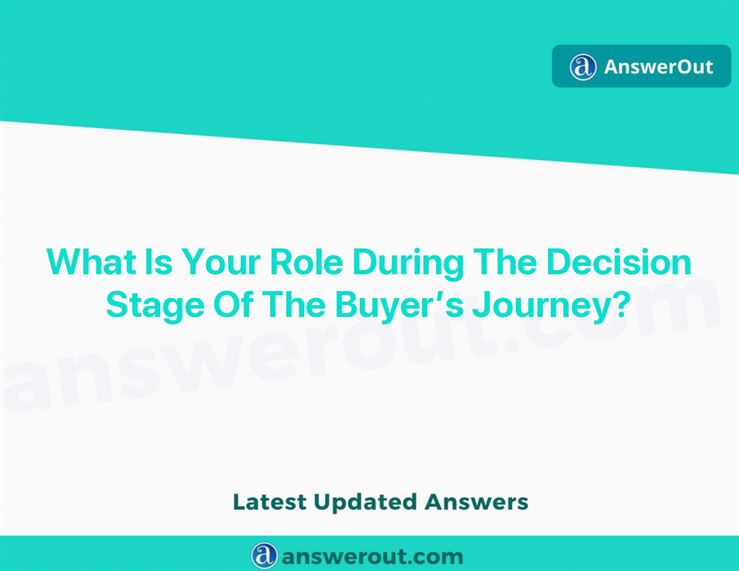 AnswerOut
What Is Your Role During The Decision
Stage Of The Buyer’s Journey?
answerout.com
Latest Updated Answers
answerout.com